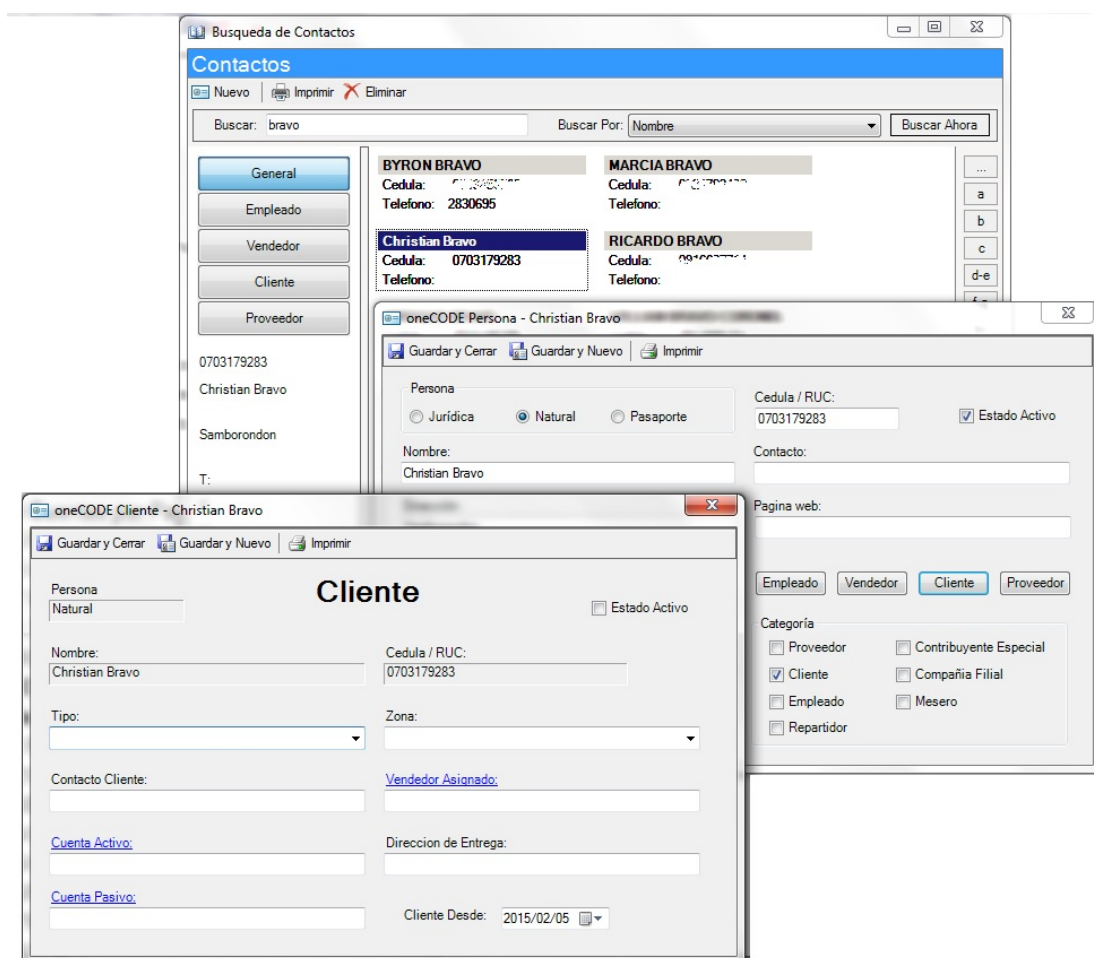 Busqueda de Contactos
Contactos
Nuevo Imprimir Eliminar
Buscar: bravo Buscar Por: Nombre Buscar Ahora
General
Empleado
Vendedor
Cliente
Proveedor
BYRON BRAVO MARCIA BRAVO
Cedula: Cedula:
Telefono: 2830695 Telefono:
Christian Bravo RICARDO BRAVO
Cedula: 0703179283 Cedula:
Telefono: Telefono:
...
a
b
c
d-e
0703179283
Christian Bravo
Samborondon
T:
oneCODE Persona - Christian Bravo
Guardar y Cerrar Guardar y Nuevo Imprimir
Persona
Jurídica Natural Pasaporte
Cedula / RUC:
0703179283 Estado Activo
Nombre: Contacto:
Christian Bravo
Pagina web:
Empleado Vendedor Cliente Proveedor
Categoría
Proveedor Contribuyente Especial
Cliente Compañia Filial
Empleado Mesero
Repartidor
oneCODE Cliente - Christian Bravo
Guardar y Cerrar Guardar y Nuevo Imprimir
Cliente
Persona
Natural Estado Activo
Nombre: Cedula / RUC:
Christian Bravo 0703179283
Tipo: Zona:
Contacto Cliente: Vendedor Asignado:
Cuenta Activo: Direccion de Entrega:
Cuenta Pasivo:
Cliente Desde: 2015/02/05